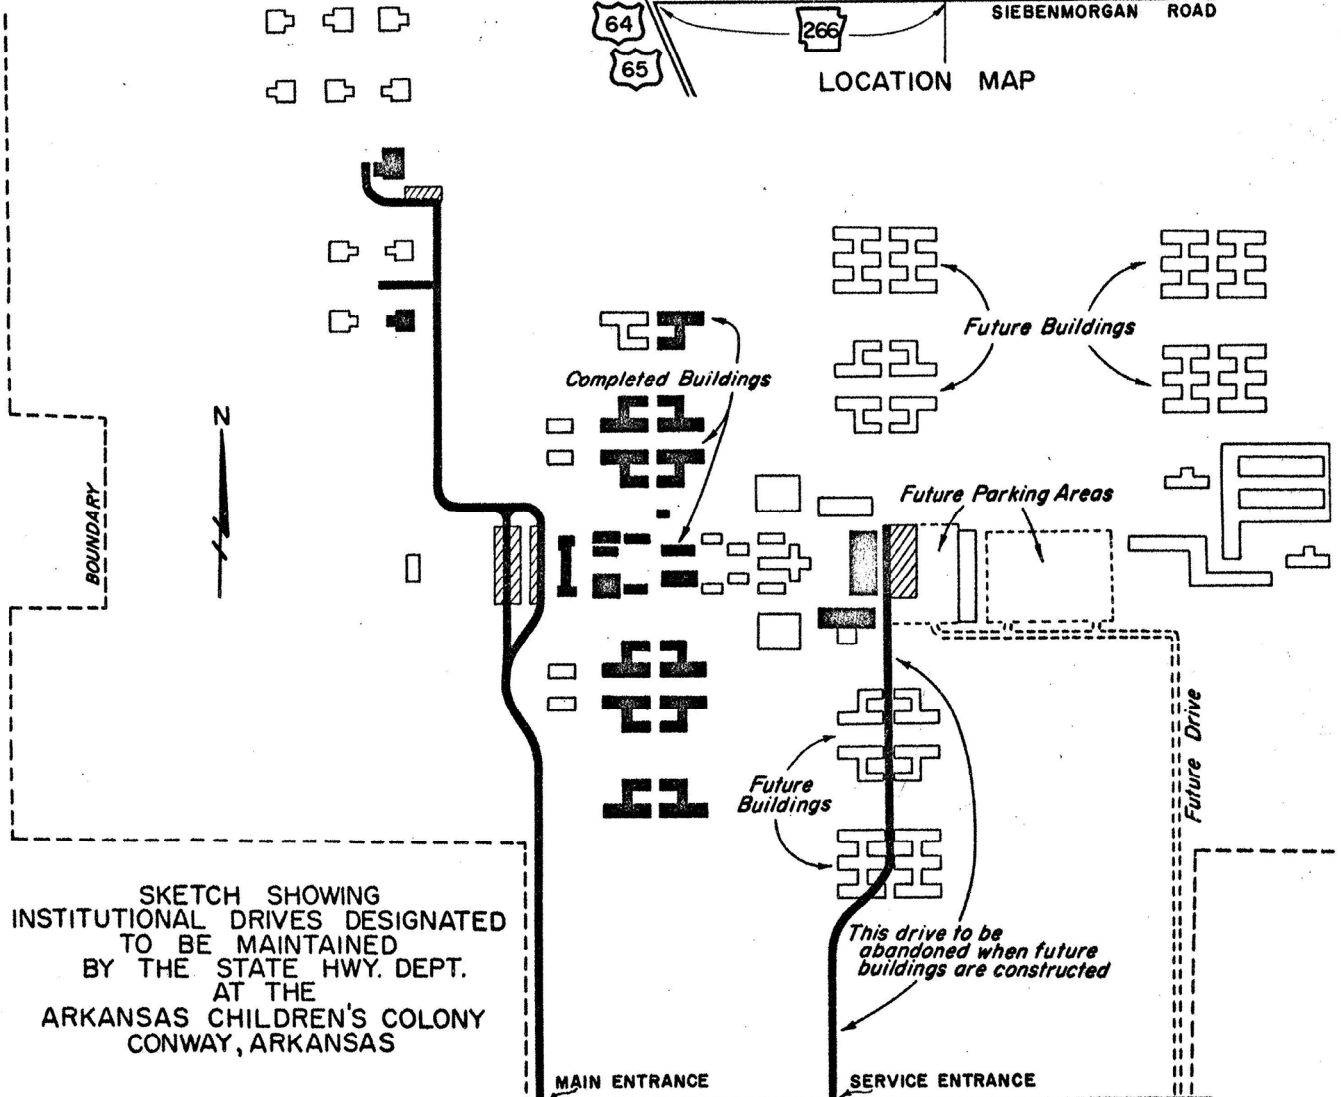 64
65
266
SIEBENMORGAN ROAD
LOCATION MAP
Future Buildings
Completed Buildings
N
BOUNDARY
Future Parking Areas
Future Drive
Future
Buildings
This drive to be
abandoned when future
buildings are constructed
SKETCH SHOWING
INSTITUTIONAL DRIVES DESIGNATED
TO BE MAINTAINED
BY THE STATE HWY. DEPT.
AT THE
ARKANSAS CHILDREN'S COLONY
CONWAY, ARKANSAS
MAIN ENTRANCE
SERVICE ENTRANCE